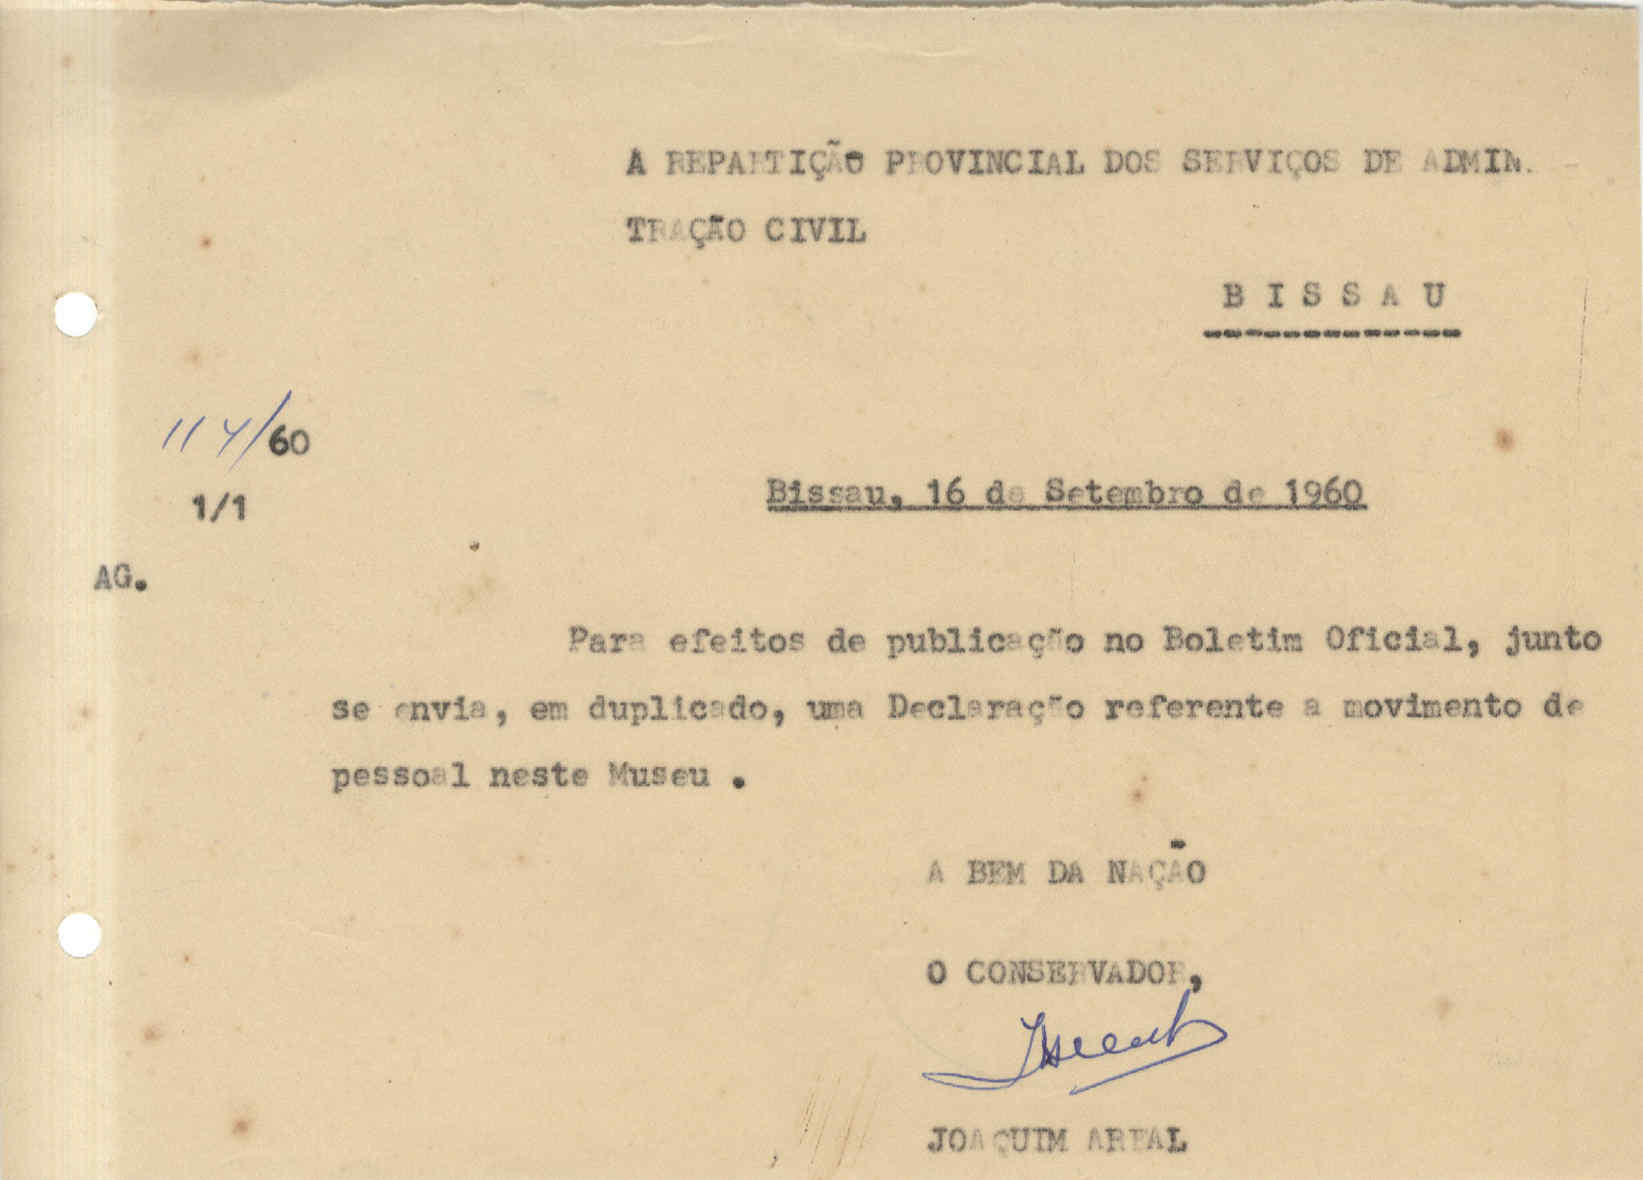 A REPARTIÇÃO PROVINCIAL DOS SERVIÇOS DE ADMIN.
TRAÇÃO CIVIL
B I S S A U
114/60
1/1
Bissau, 16 de Setembro de 1960
AG.
Para efeitos de publicação no Boletim Oficial, junto
se envia, em duplicado, uma Declaração referente a movimento de
pessoal neste Museu .
A BEM DA NAÇÃO
O CONSERVADOR,
JOAQUIM AREAL